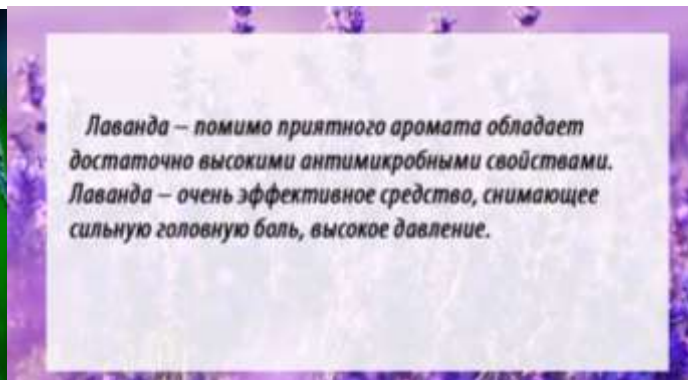 Лаванда – помимо приятного аромата обладает
достаточно высокими антимикробными свойствами.
Лаванда – очень эффективное средство, снимающее
сильную головную боль, высокое давление.